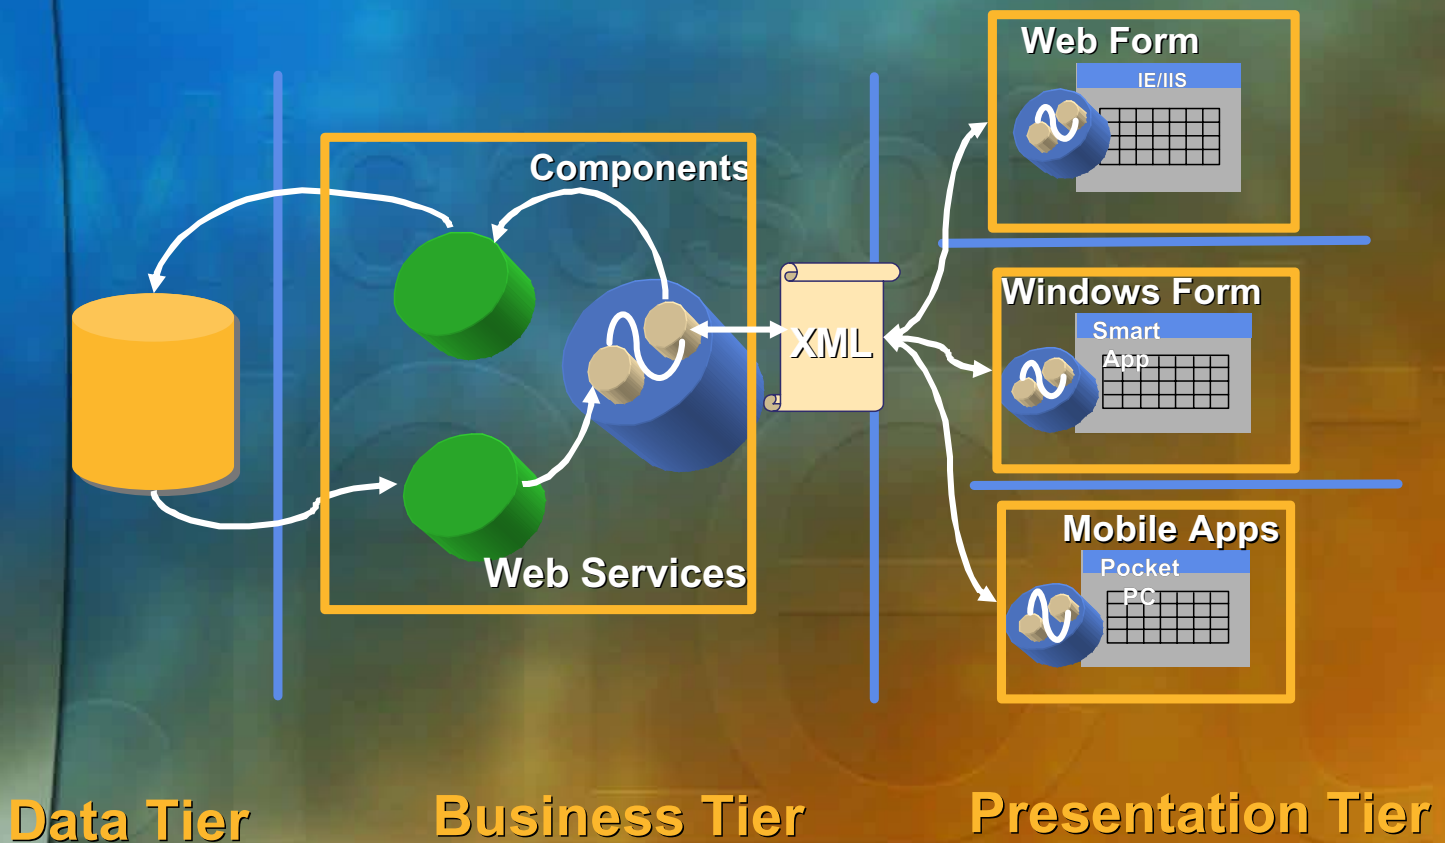 Web Form
IE/IIS
Components
Windows Form
Smart
App
XML
Mobile Apps
Pocket
PC
Web Services
Data Tier
Business Tier
Presentation Tier